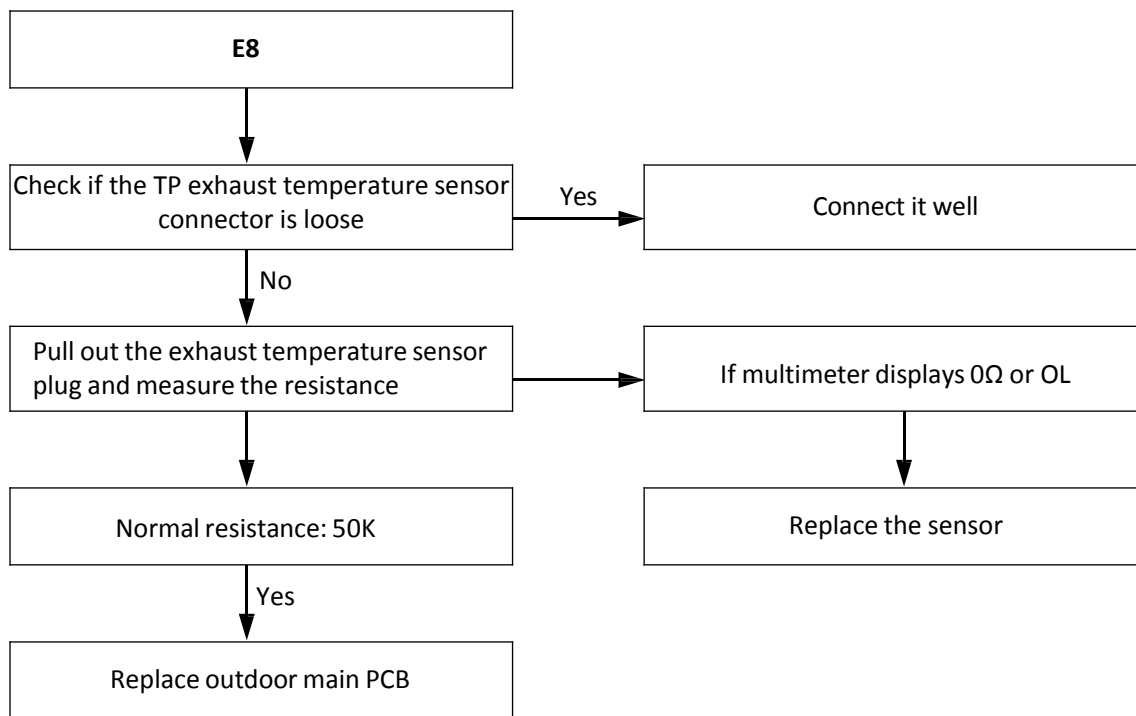 E8
Check if the TP exhaust temperature sensor
connector is loose
Yes
Connect it well
No
Pull out the exhaust temperature sensor
plug and measure the resistance
If multimeter displays 0Ω or OL
Normal resistance: 50K
Replace the sensor
Yes
Replace outdoor main PCB